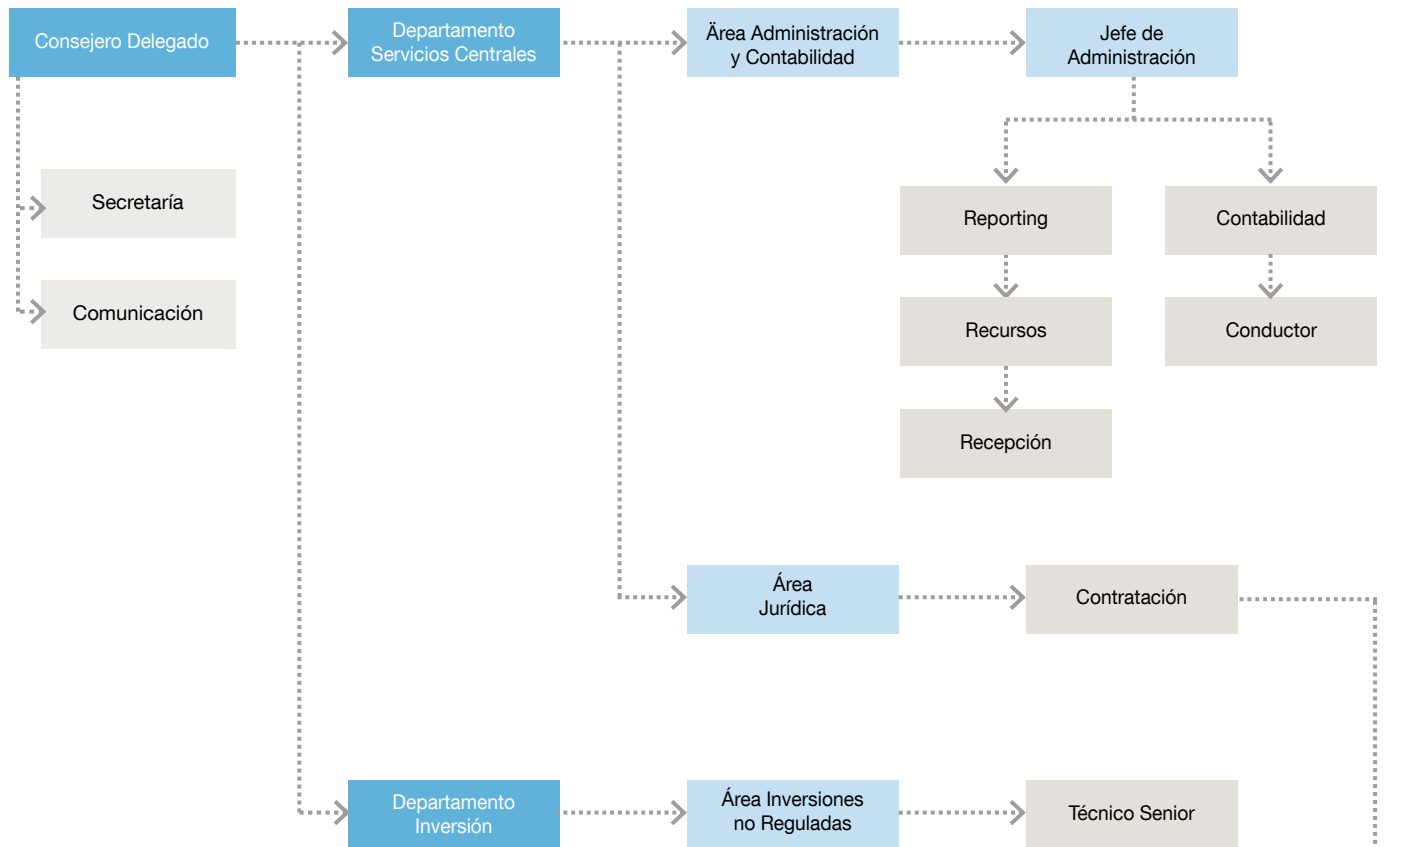 Consejero Delegado
Departamento
Servicios Centrales
Ärea Administración
y Contabilidad
Jefe de
Administración
Secretaría
Comunicación
Reporting
Contabilidad
Recursos
Conductor
Recepción
Área
Jurídica
Contratación
Departamento
Inversión
Área Inversiones
no Reguladas
Técnico Senior